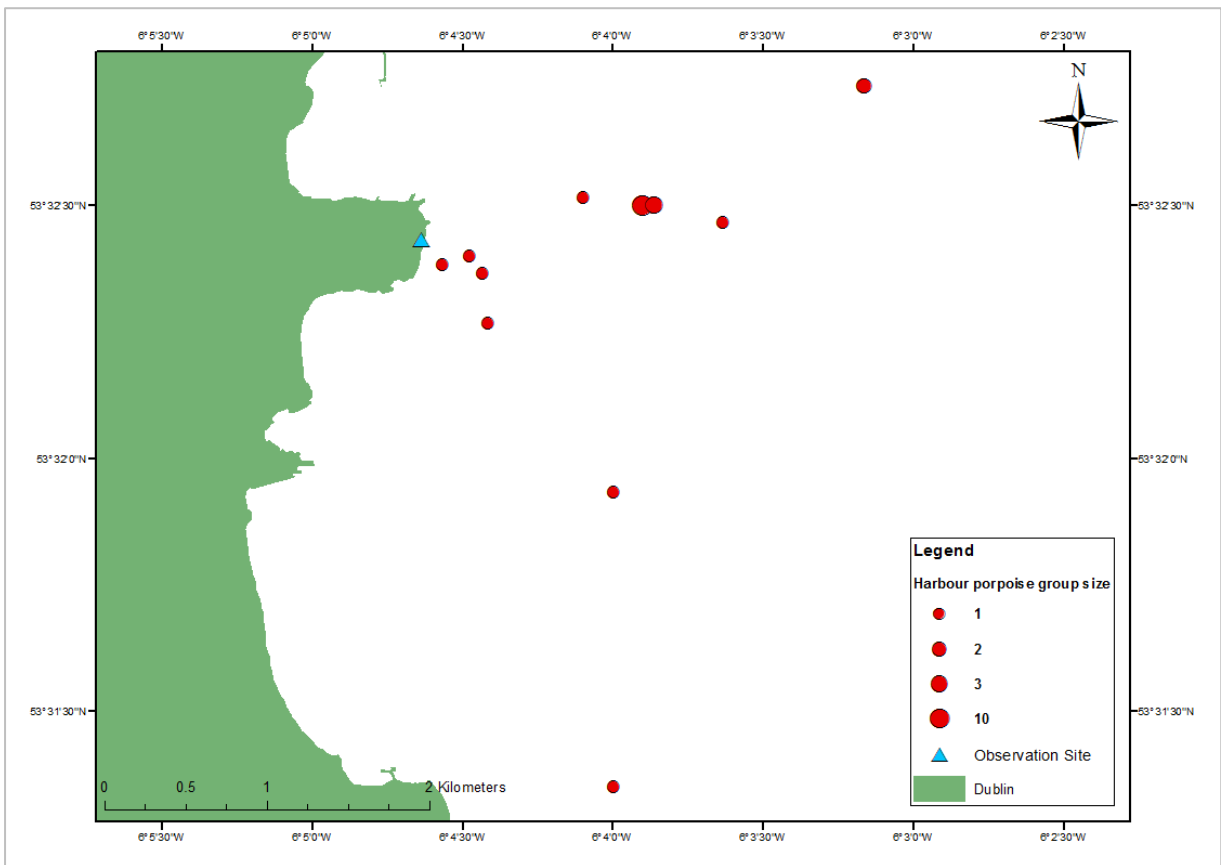 6°5'30"W 6°5'0"W 6°4'30"W 6°4'0"W 6°3'30"W 6°3'0"W 6°2'30"W
N
53°32'30"N 53°32'30"N
53°32'0"N 53°32'0"N
Legend
Harbour porpoise group size
1
2
3
10
Observation Site
Dublin
53°31'30"N 53°31'30"N
0 0.5 1 2 Kilometers
6°5'30"W 6°5'0"W 6°4'30"W 6°4'0"W 6°3'30"W 6°3'0"W 6°2'30"W